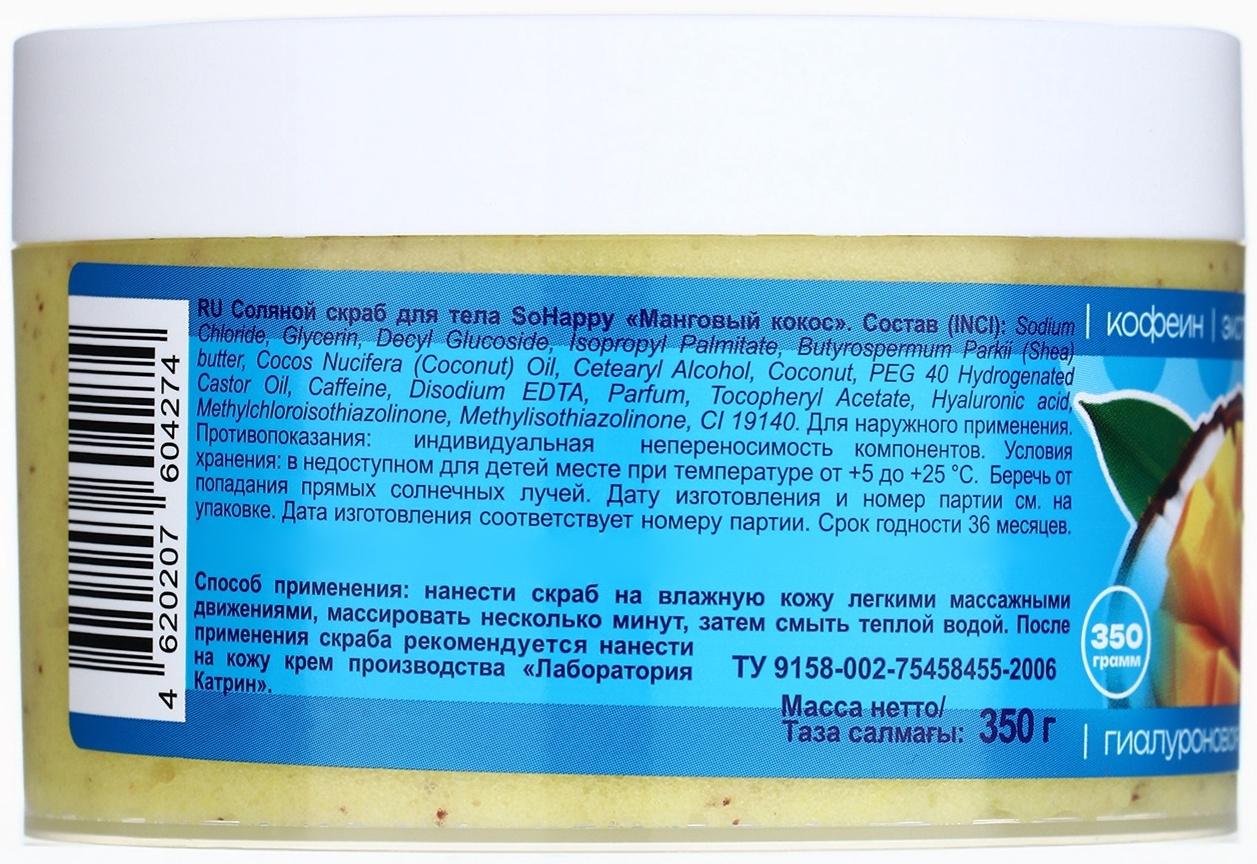 RU Соляной скраб для тела SoHappy «Манговый кокос». Состав (INCI): Sodium
Chloride, Glycerin, Decyl Glucoside, Isopropyl Palmitate, Butyrospermum Parkii (Shea)
butter, Cocos Nucifera (Coconut) Oil, Cetearyl Alcohol, Coconut, PEG 40 Hydrogenated
Castor Oil, Caffeine, Disodium EDTA, Parfum, Tocopheryl Acetate, Hyaluronic acid,
Methylchloroisothiazolinone, Methylisothiazolinone, CI 19140. Для наружного применения.
Противопоказания: индивидуальная непереносимость компонентов. Условия
хранения: в недоступном для детей месте при температуре от +5 до +25 °C. Беречь от
попадания прямых солнечных лучей. Дату изготовления и номер партии см. на
упаковке. Дата изготовления соответствует номеру партии. Срок годности 36 месяцев.
Способ применения: нанести скраб на влажную кожу легкими массажными
движениями, массировать несколько минут, затем смыть теплой водой. После
применения скраба рекомендуется нанести
на кожу крем производства «Лаборатория
Катрин».
ТУ 9158-002-75458455-2006
Масса нетто/
Таза салмағы: 350 г
4 620207 604274
| кофеин |
350
грамм
| гиалуроновая